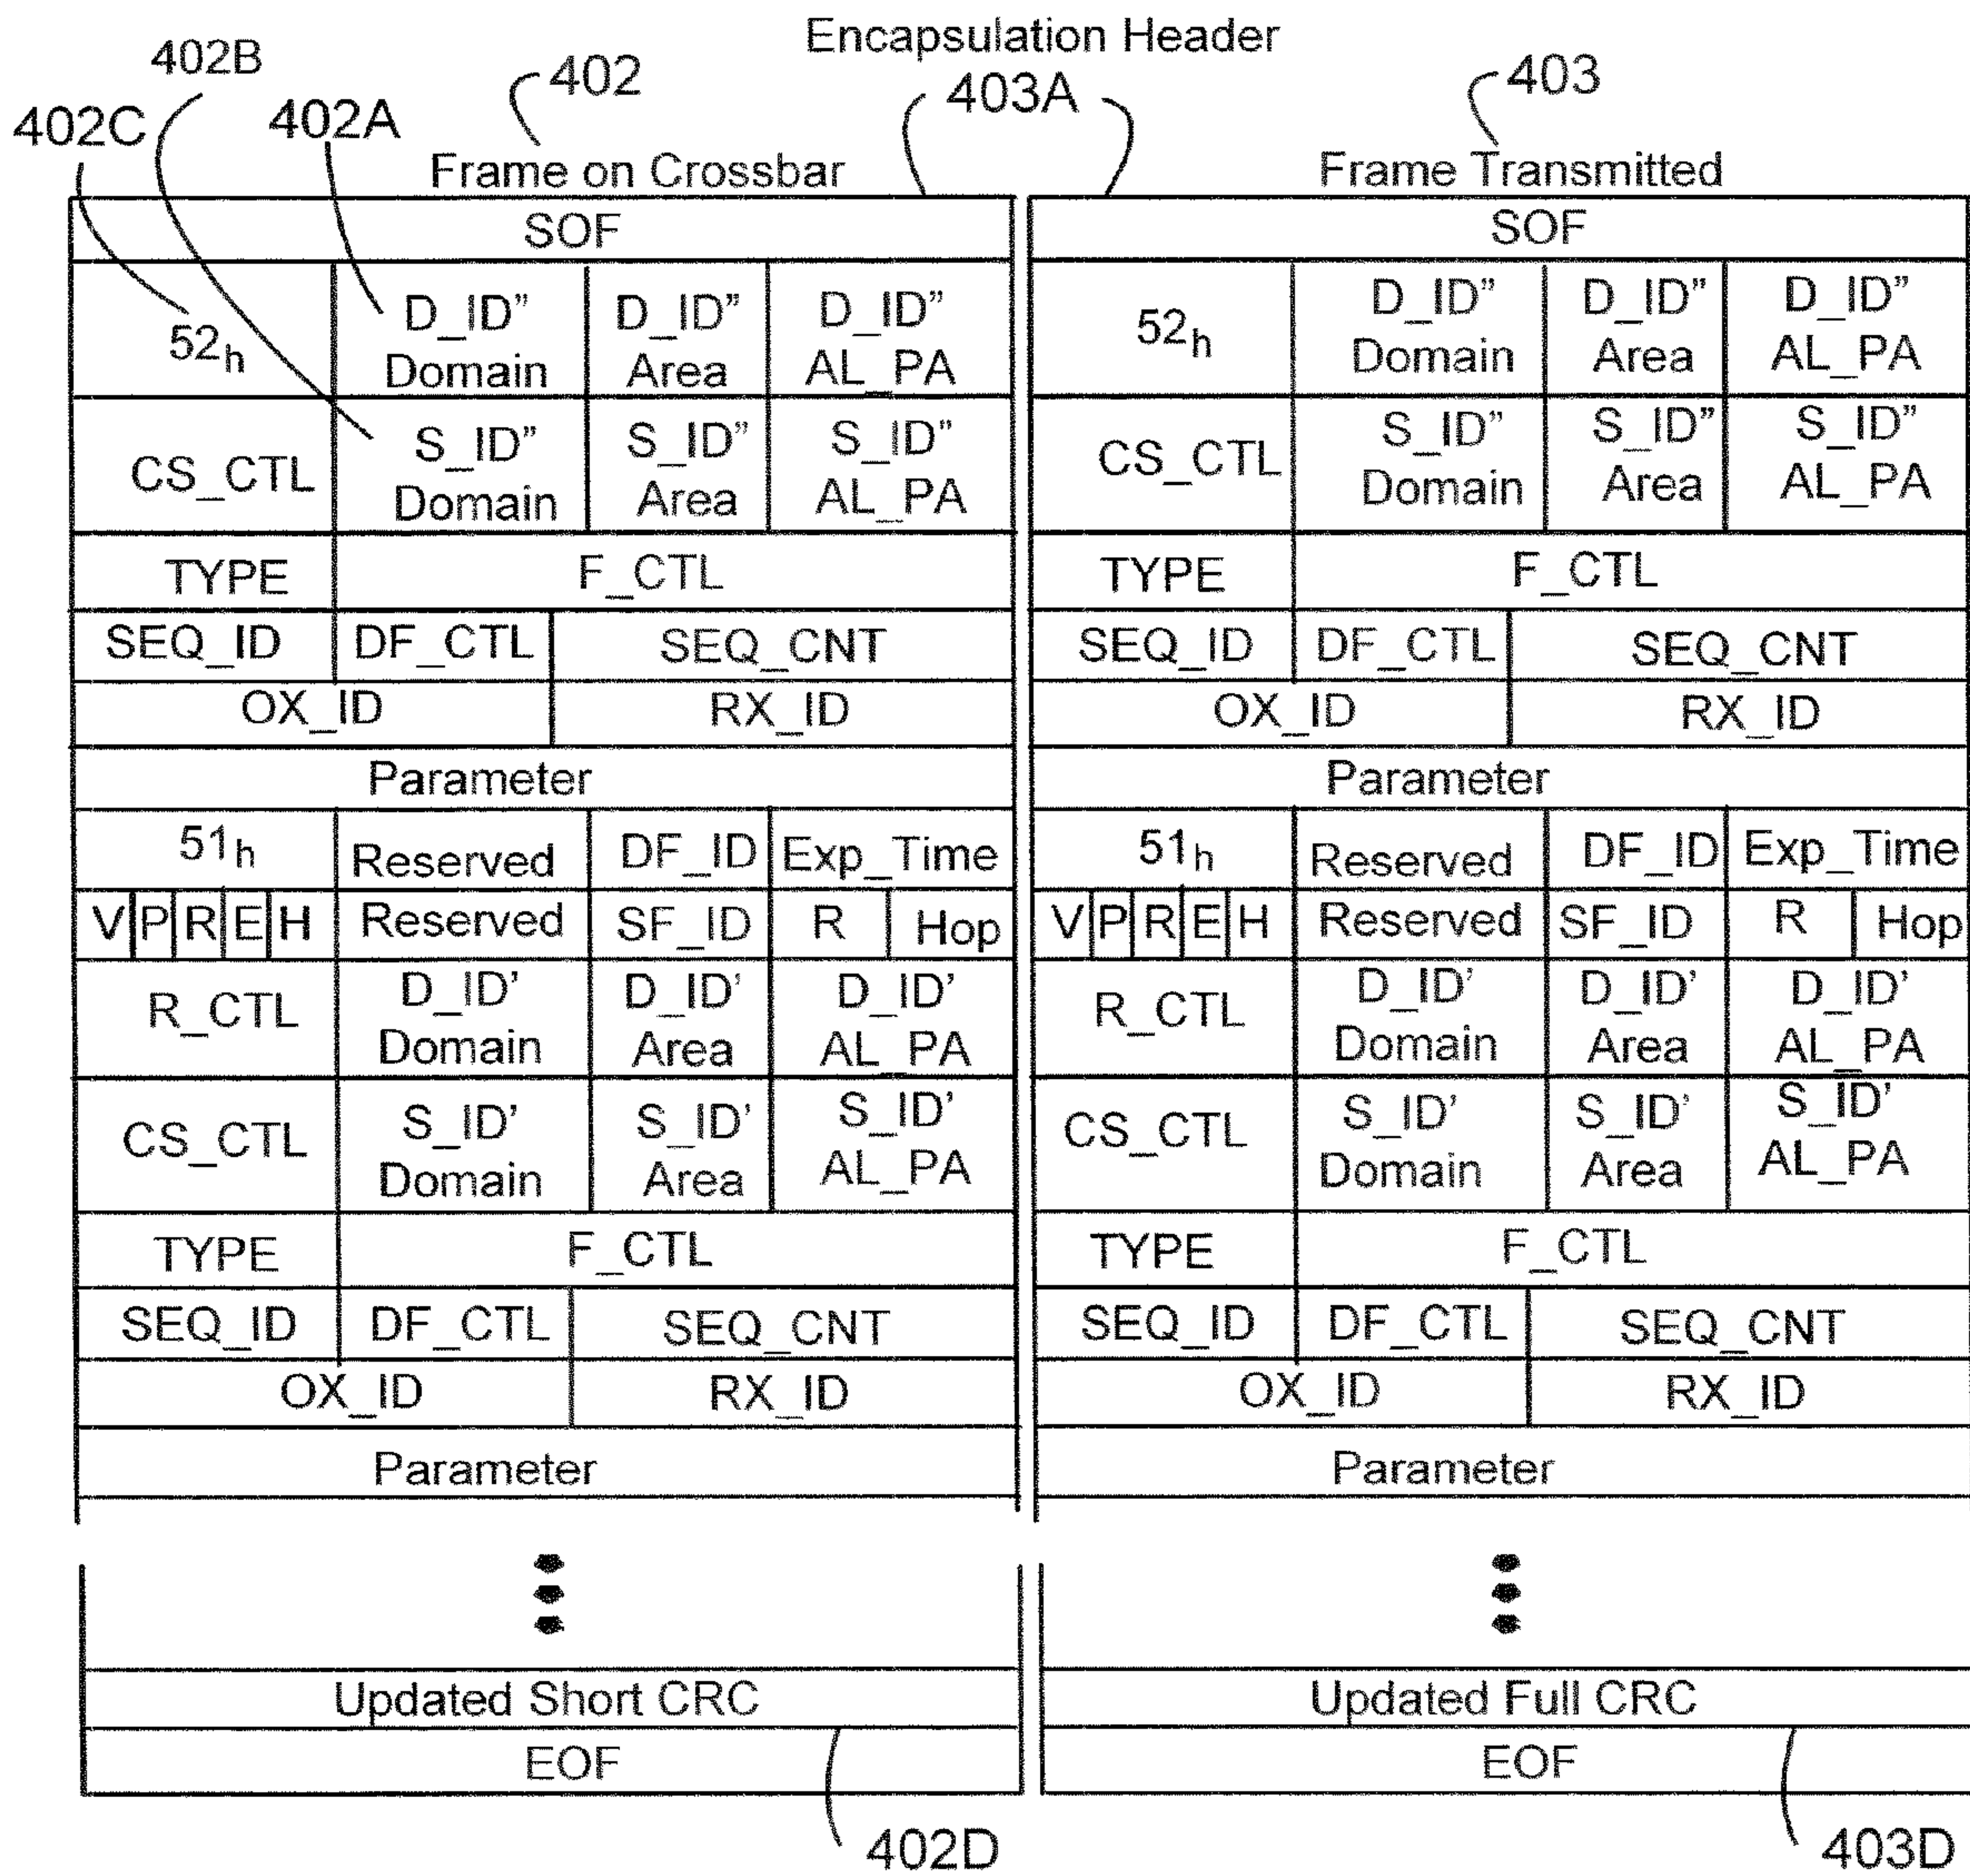 Encapsulation Header
402B 402 403A 403
402C 402A
Frame on Crossbar Frame Transmitted
SOF SOF
52h D_ID” Domain D_ID” Area D_ID” AL_PA 52h D_ID” Domain D_ID” Area D_ID” AL_PA
CS_CTL S_ID” Domain S_ID” Area S_ID” AL_PA CS_CTL S_ID” Domain S_ID” Area S_ID” AL_PA
TYPE F_CTL TYPE F_CTL
SEQ_ID DF_CTL SEQ_CNT SEQ_ID DF_CTL SEQ_CNT
OX_ID RX_ID OX_ID RX_ID
Parameter Parameter
51h Reserved DF_ID Exp_Time 51h Reserved DF_ID Exp_Time
V P R E H Reserved SF_ID R Hop V P R E H Reserved SF_ID R Hop
R_CTL D_ID’ Domain D_ID’ Area D_ID’ AL_PA R_CTL D_ID’ Domain D_ID’ Area D_ID’ AL_PA
CS_CTL S_ID’ Domain S_ID’ Area S_ID’ AL_PA CS_CTL S_ID’ Domain S_ID’ Area S_ID’ AL_PA
TYPE F_CTL TYPE F_CTL
SEQ_ID DF_CTL SEQ_CNT SEQ_ID DF_CTL SEQ_CNT
OX_ID RX_ID OX_ID RX_ID
Parameter Parameter
Updated Short CRC Updated Full CRC
EOF EOF
402D 403D